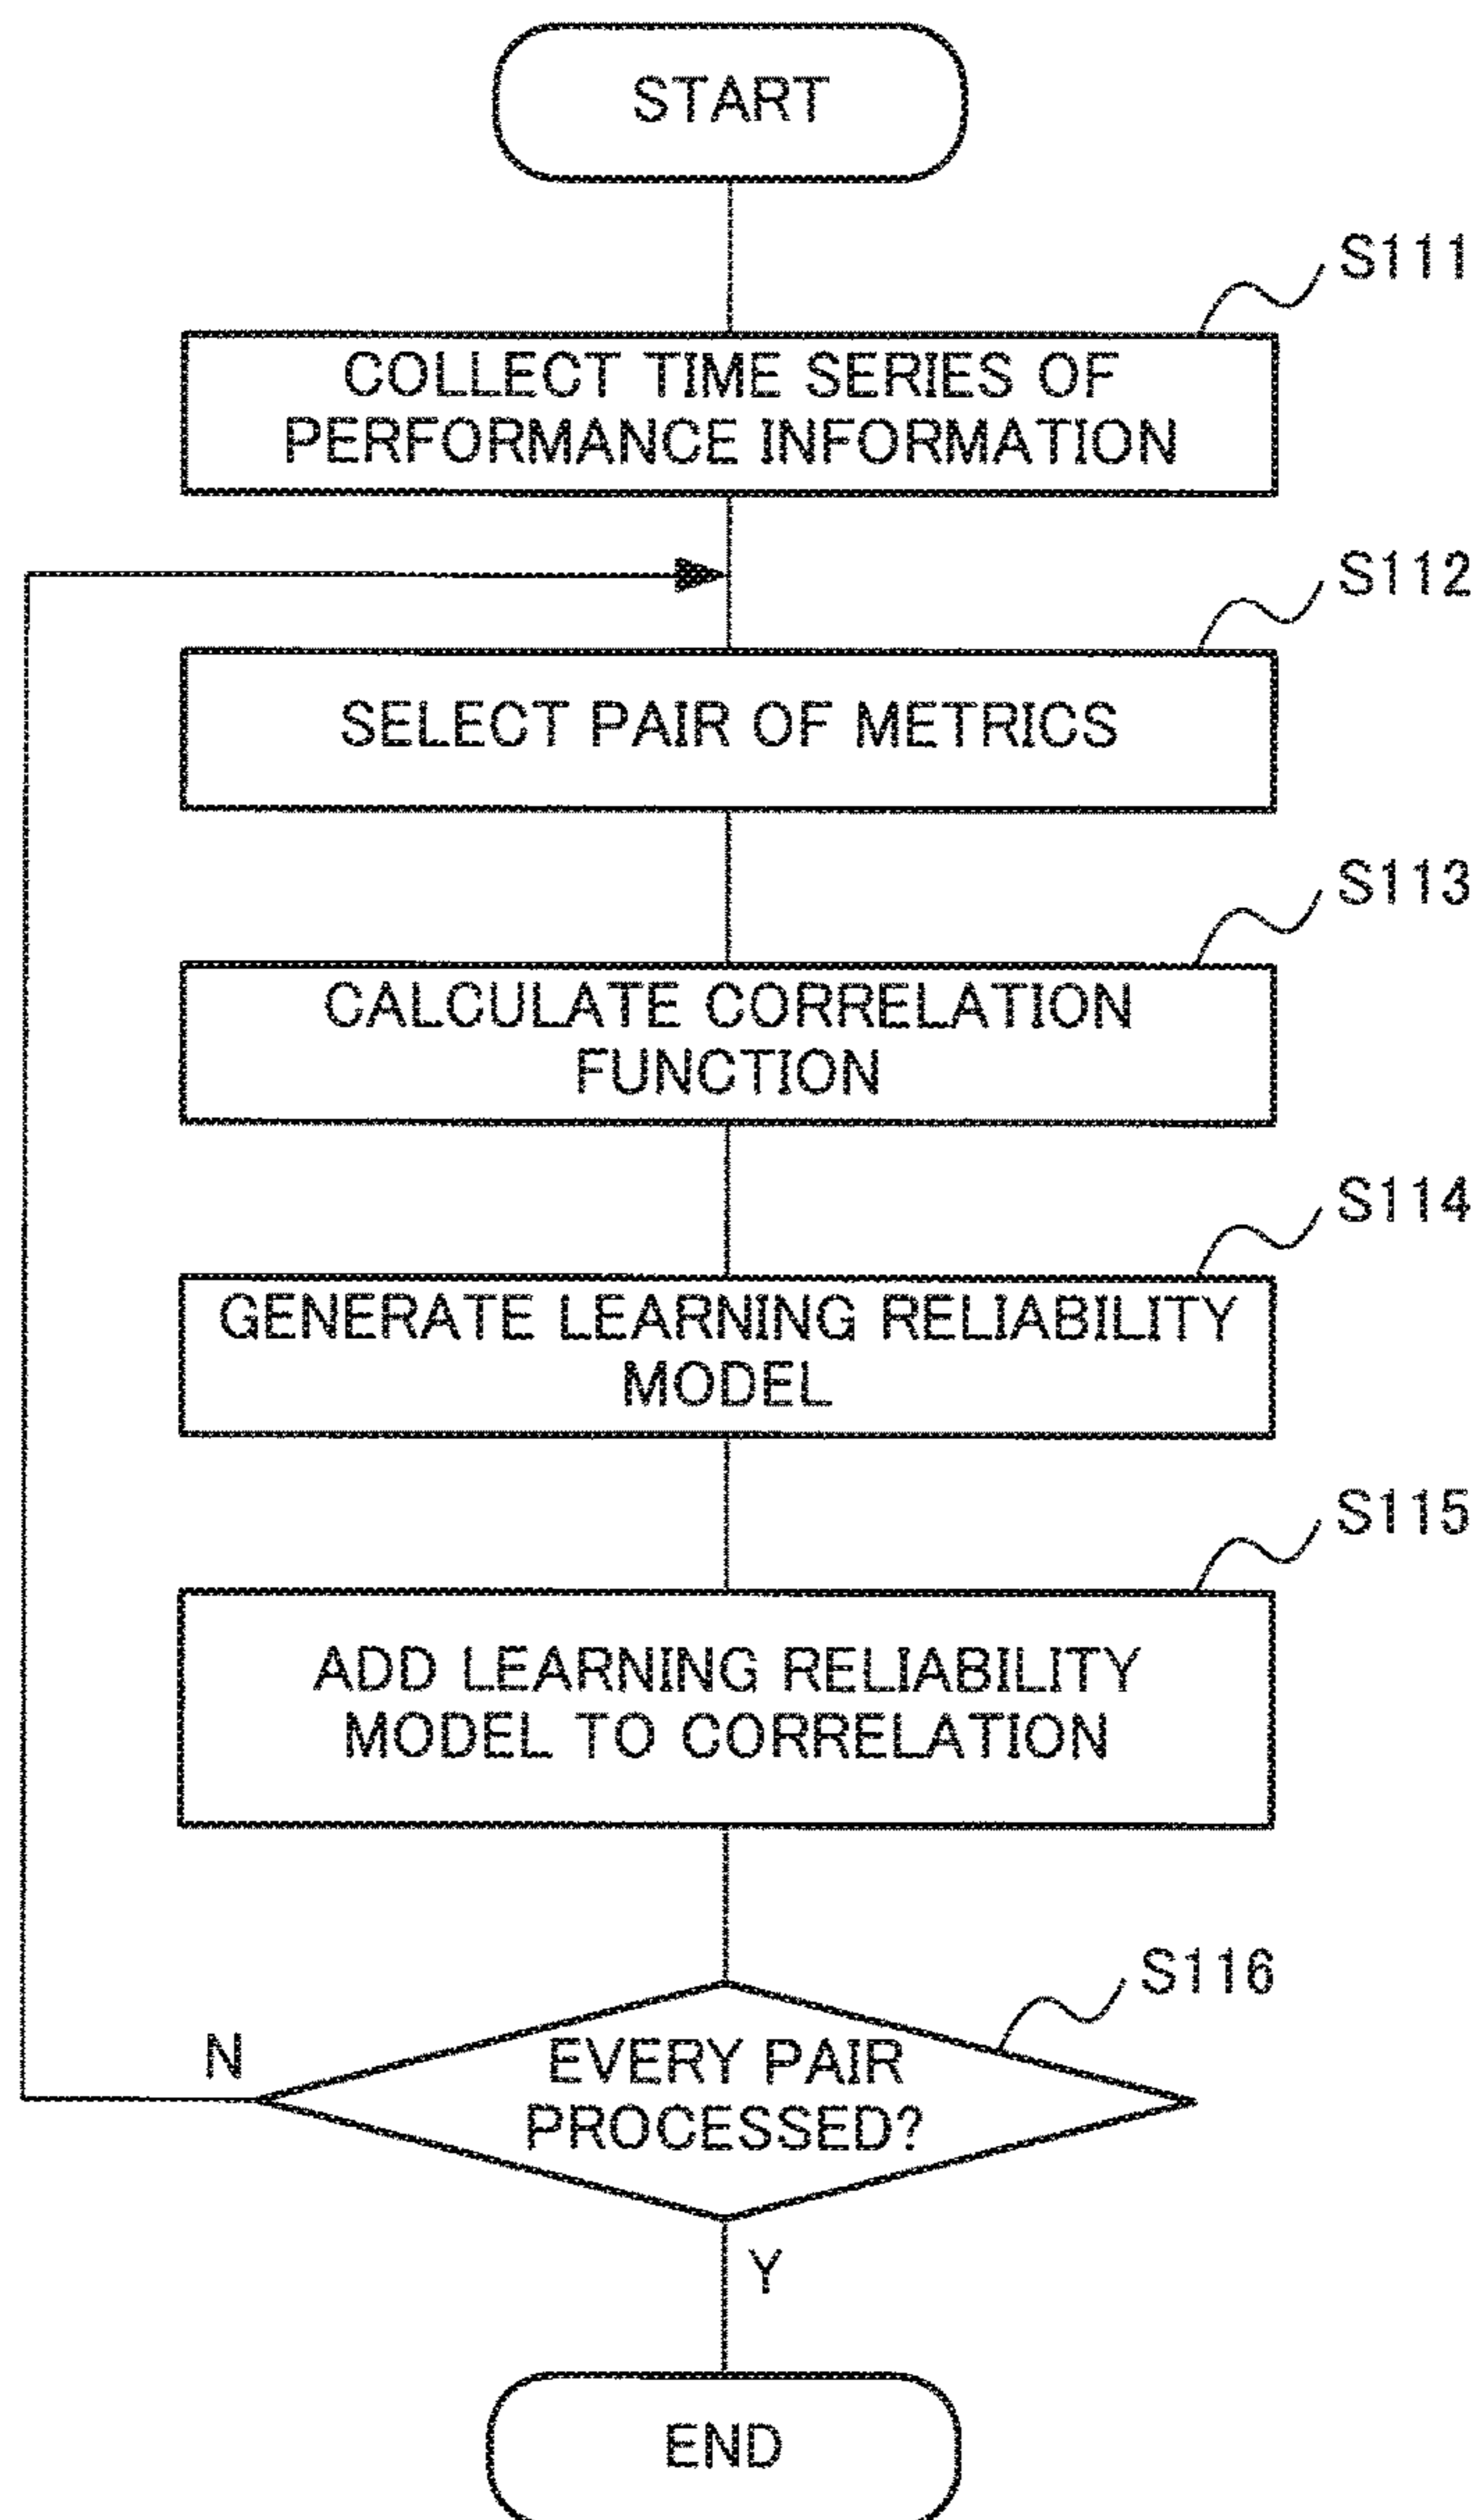 START
S111
COLLECT TIME SERIES OF
PERFORMANCE INFORMATION
S112
SELECT PAIR OF METRICS
S113
CALCULATE CORRELATION
FUNCTION
S114
GENERATE LEARNING RELIABILITY
MODEL
S115
ADD LEARNING RELIABILITY
MODEL TO CORRELATION
S116
N
EVERY PAIR
PROCESSED?
Y
END